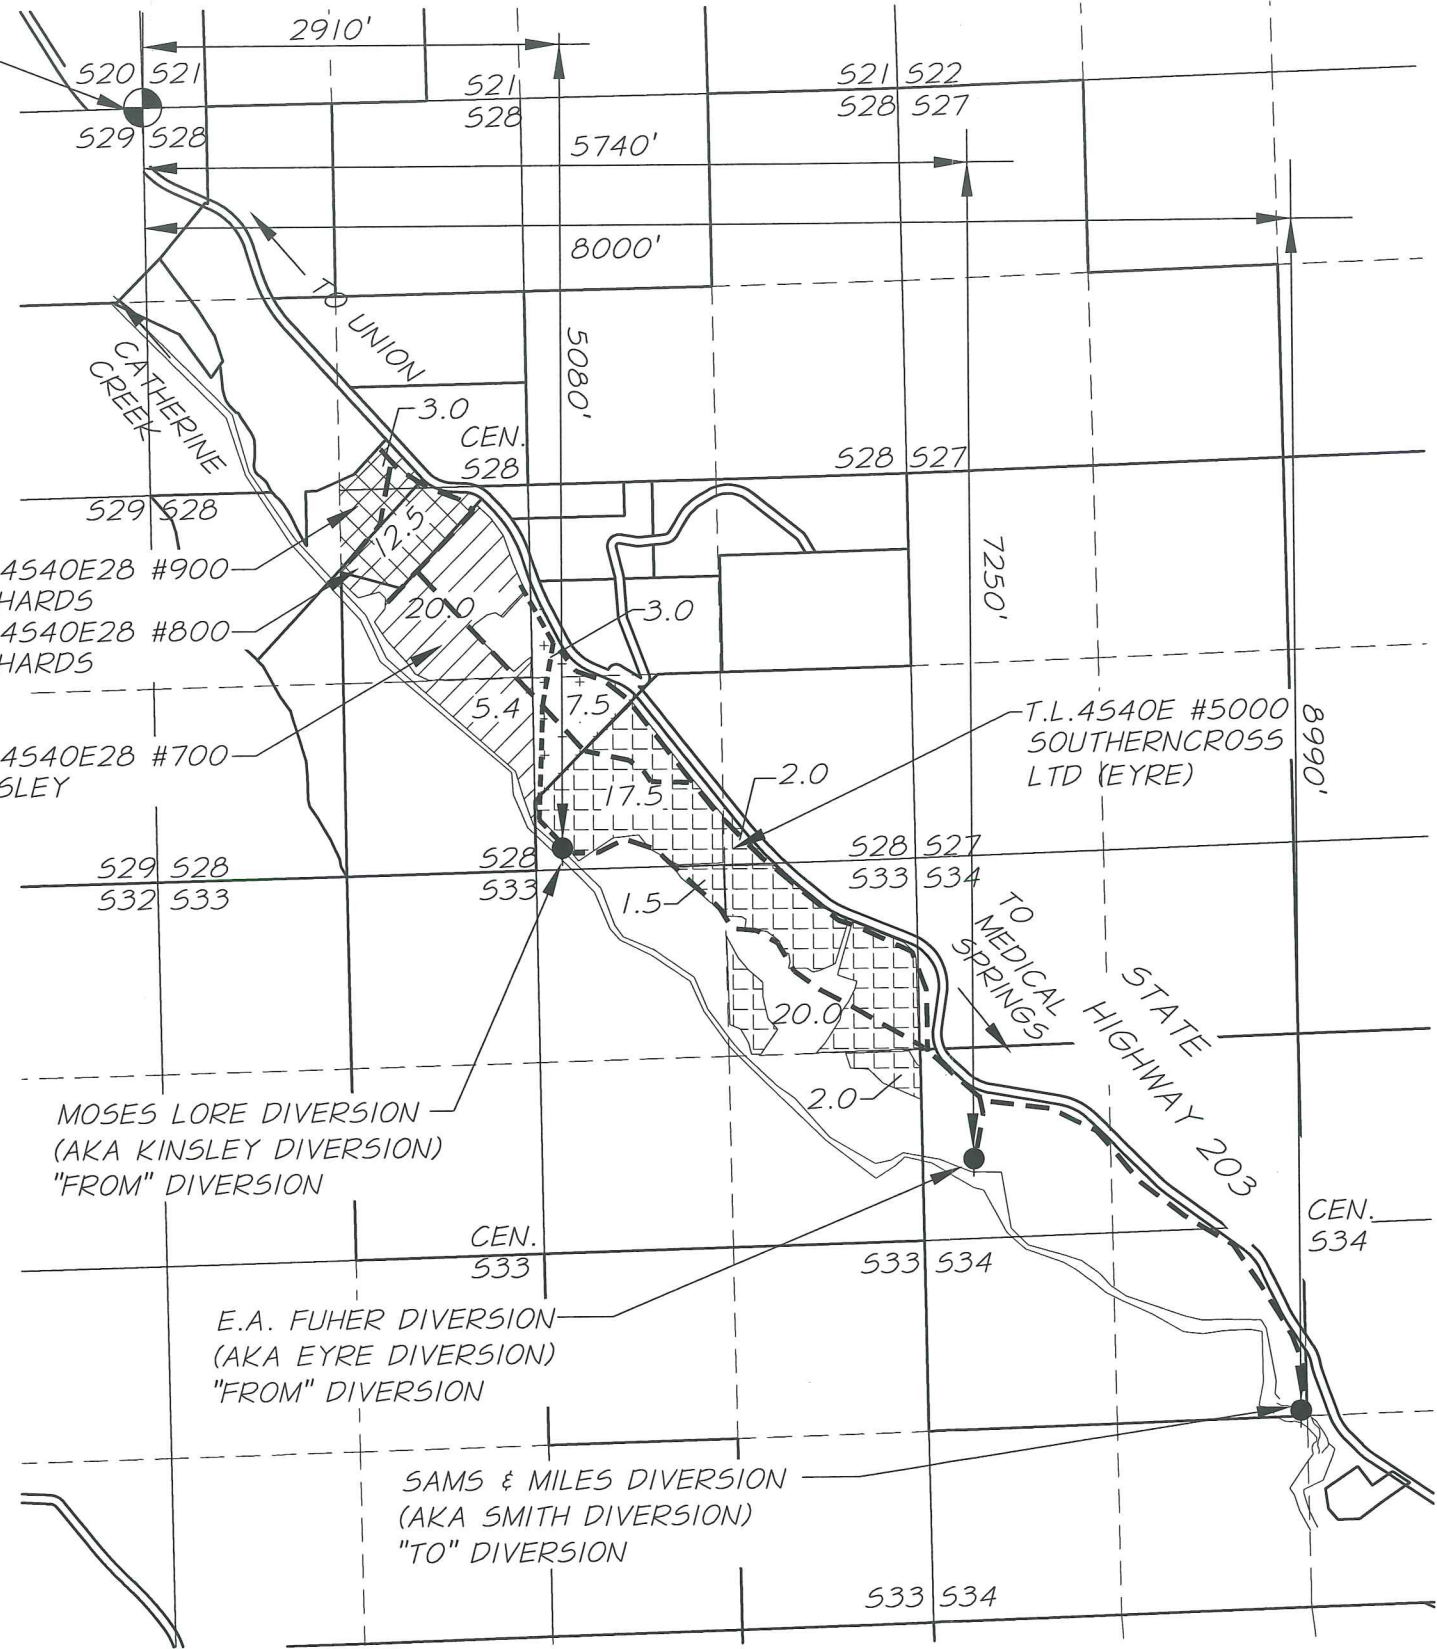 2910'
S20 S21
S29 S28
S21
S28
S21 S22
S28 S27
5740'
8000'
TO UNION
5080'
CATHERINE
CREEK
3.0
CEN.
S28
S28 S27
S29 S28
12.5
4S40E28 #900
HARDS
4S40E28 #800
HARDS
20.0
3.0
7250'
5.4
7.5
T.L.4S40E #5000
SOUTHERNCROSS
LTD (EYRE)
8990'
4S40E28 #700
SLEY
17.5
2.0
S29 S28
S32 S33
S28
S33
S28 S27
S33 S34
1.5
TO
MEDICAL
SPRINGS
STATE
HIGHWAY 203
20.0
2.0
MOSES LORE DIVERSION
(AKA KINSLEY DIVERSION)
"FROM" DIVERSION
CEN.
S33
S33 S34
CEN.
S34
E.A. FUHER DIVERSION
(AKA EYRE DIVERSION)
"FROM" DIVERSION
SAMS & MILES DIVERSION
(AKA SMITH DIVERSION)
"TO" DIVERSION
S33 S34